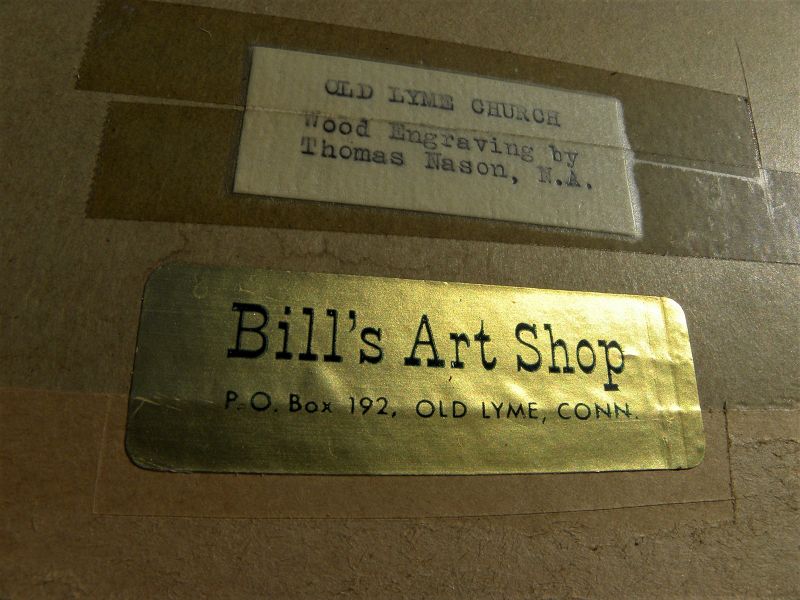 OLD LYME CHURCH
Wood Engraving by
Thomas Nason, N.A.
Bill's Art Shop
P.O. Box 192, OLD LYME, CONN.